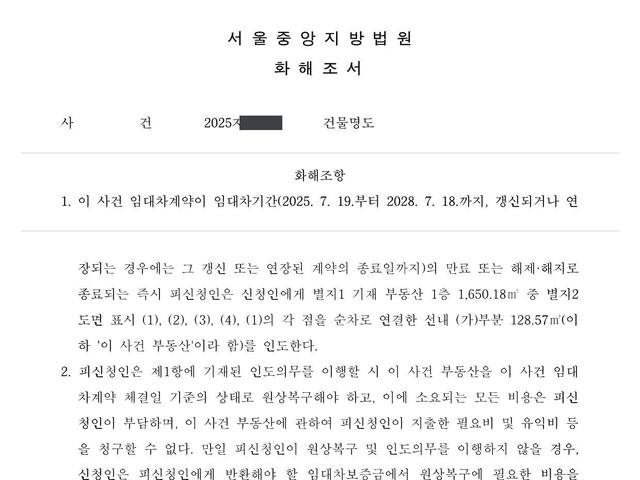 서울중앙지방법원
화해조서
사 건 2025자 건물명도
화해조항
1. 이 사건 임대차계약이 임대차기간(2025. 7. 19.부터 2028. 7. 18.까지, 갱신되거나 연
장되는 경우에는 그 갱신 또는 연장된 계약의 종료일까지)의 만료 또는 해제·해지로
종료되는 즉시 피신청인은 신청인에게 별지1 기재 부동산 1층 1,650.18㎡ 중 별지2
도면 표시 (1), (2), (3), (4), (1)의 각 점을 순차로 연결한 선내 (가)부분 128.57㎡(이
하 '이 사건 부동산'이라 함)를 인도한다.
2. 피신청인은 제1항에 기재된 인도의무를 이행할 시 이 사건 부동산을 이 사건 임대
차계약 체결일 기준의 상태로 원상복구해야 하고, 이에 소요되는 모든 비용은 피신
청인이 부담하며, 이 사건 부동산에 관하여 피신청인이 지출한 필요비 및 유익비 등
을 청구할 수 없다. 만일 피신청인이 원상복구 및 인도의무를 이행하지 않을 경우,
신청인은 피신청인에게 반환해야 할 임대차보증금에서 원상복구에 필요한 비용을